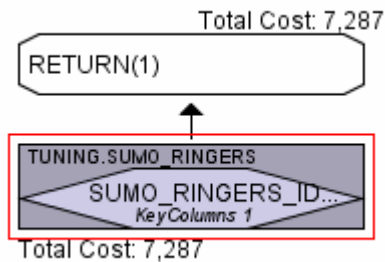 Total Cost: 7,287
RETURN(1)
TUNING.SUMO_RINGERS
SUMO_RINGERS_ID...
KeyColumns 1
Total Cost: 7,287